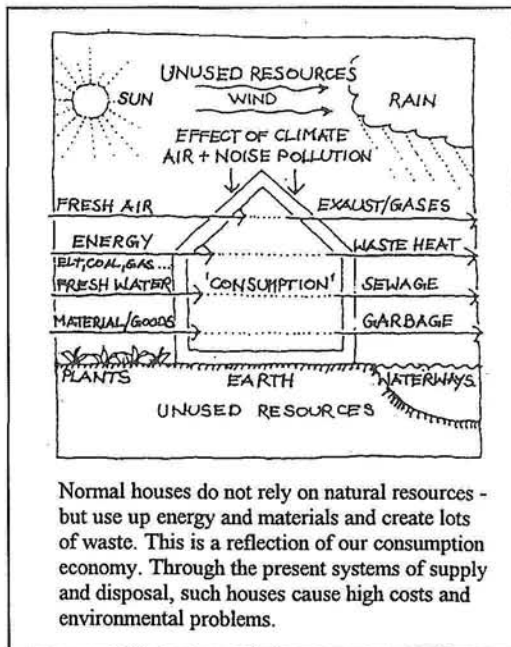 UNUSED RESOURCES
SUN
WIND
RAIN
EFFECT OF CLIMATE
AIR + NOISE POLLUTION
FRESH AIR
EXAUST/GASES
ENERGY
WASTE HEAT
ELT, COAL, GAS...
FRESH WATER
'CONSUMPTION'
SEWAGE
MATERIAL/GOODS
GARBAGE
PLANTS
EARTH
WATERWAYS
UNUSED RESOURCES
Normal houses do not rely on natural resources -
but use up energy and materials and create lots
of waste. This is a reflection of our consumption
economy. Through the present systems of supply
and disposal, such houses cause high costs and
environmental problems.